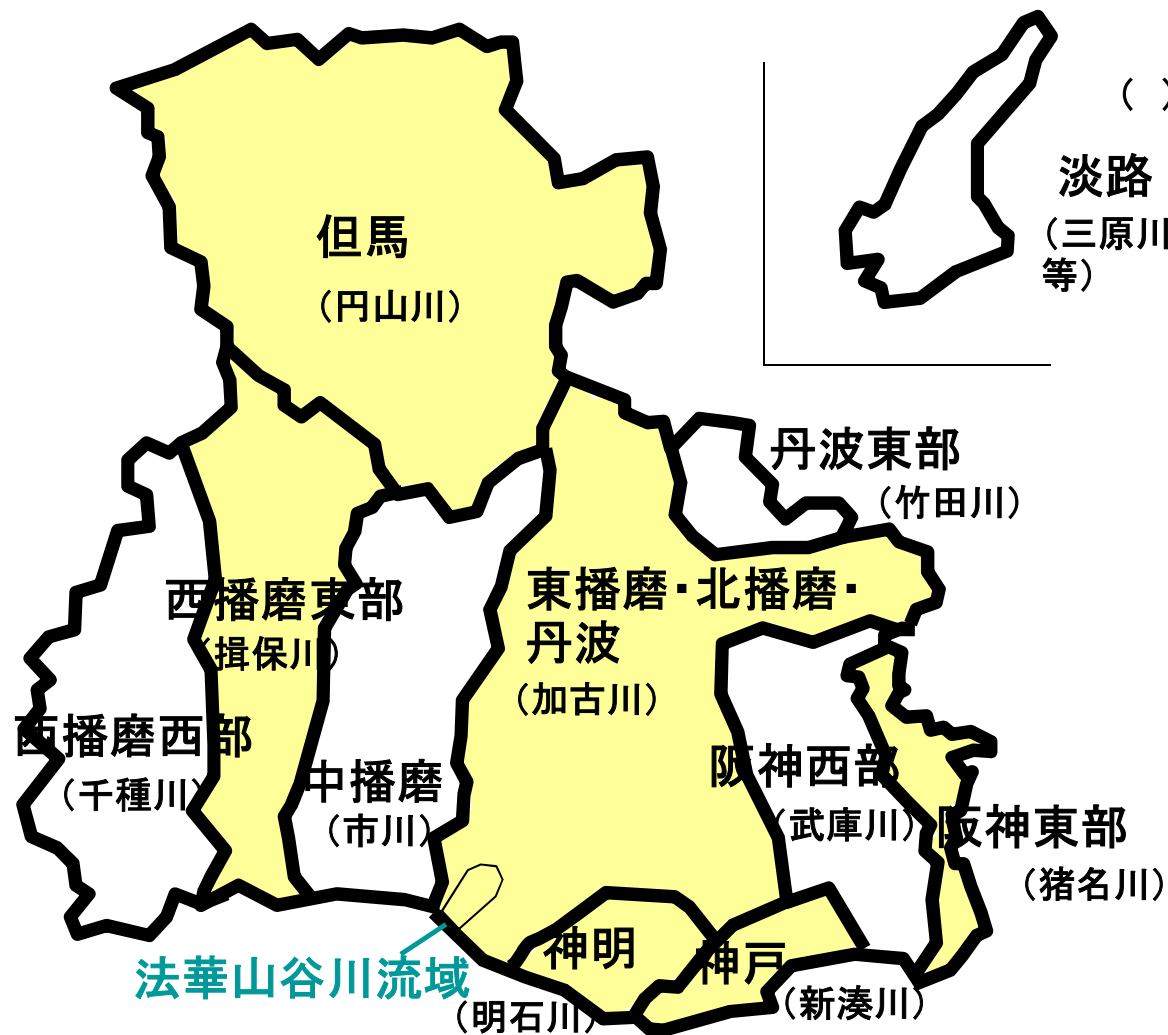 （ ）
淡路
（三原川
等）
但馬
（円山川）
丹波東部
（竹田川）
西播磨東部
（揖保川）
東播磨・北播磨・
丹波
（加古川）
西播磨西部
（千種川）
中播磨
（市川）
阪神西部
（武庫川）
阪神東部
（猪名川）
神明
（明石川）
神戸
（新湊川）
法華山谷川流域